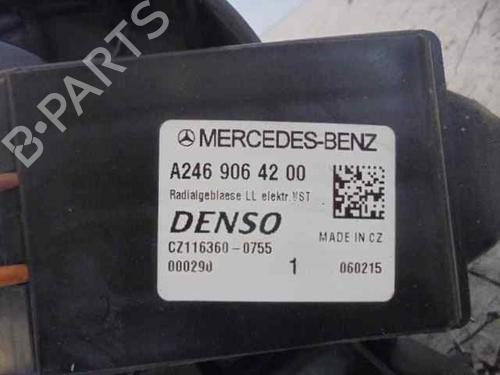 B-PARTS
MERCEDES-BENZ
A246 906 42 00
Radialgeblaese LL elektr.VST
DENSO
MADE IN CZ
CZ116360-0755
000290 1 060215